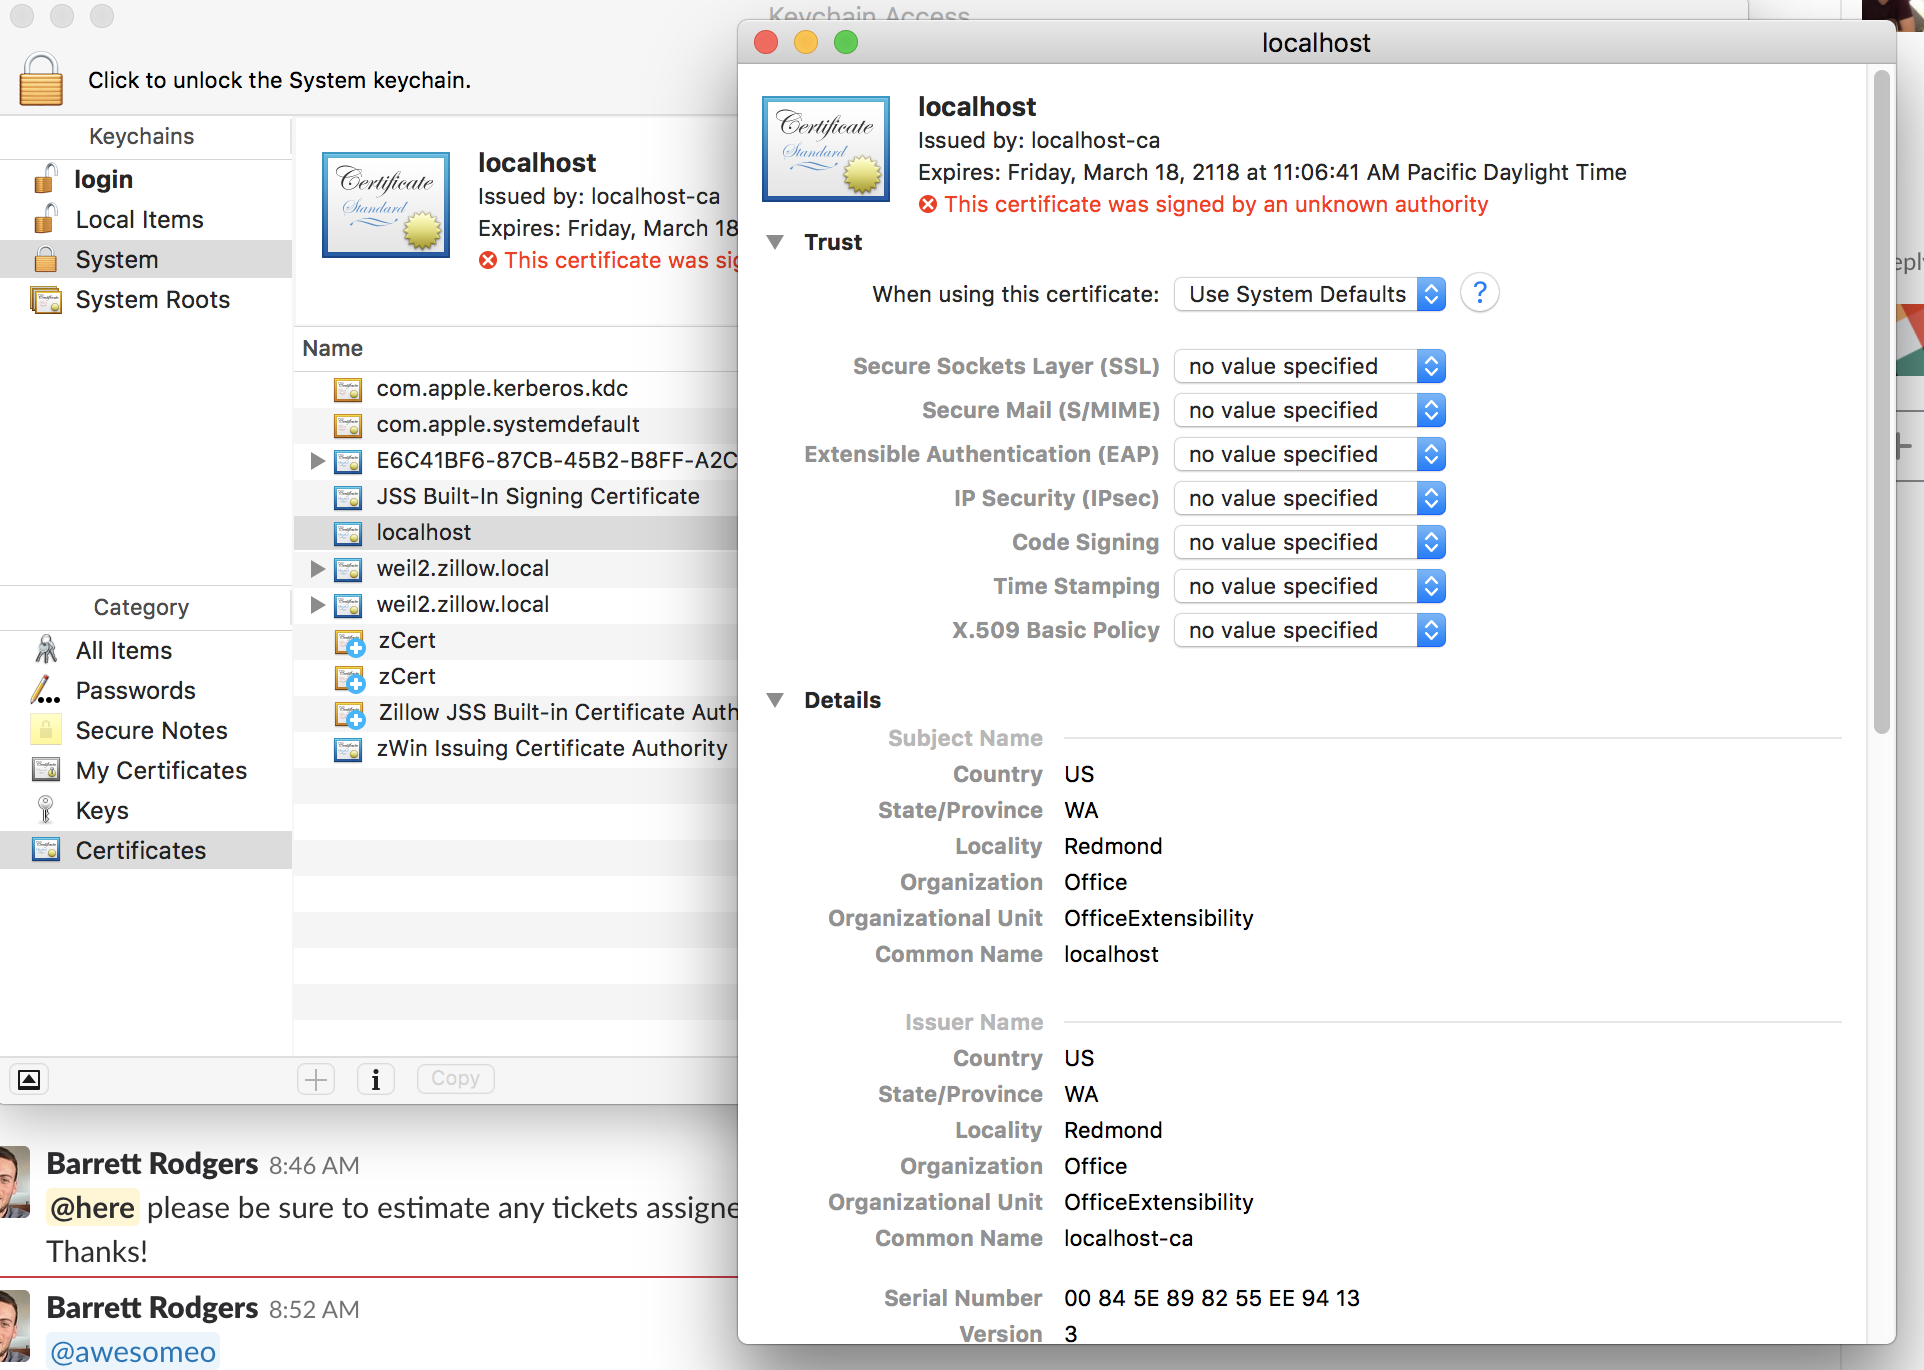 Keychain Access
Click to unlock the System keychain.
Keychains
login
Local Items
System
System Roots
Category
All Items
Passwords
Secure Notes
My Certificates
Keys
Certificates
localhost
Issued by: localhost-ca
Expires: Friday, March 18
This certificate was sig
Name
com.apple.kerberos.kdc
com.apple.systemdefault
E6C41BF6-87CB-45B2-B8FF-A2C
JSS Built-In Signing Certificate
localhost
weil2.zillow.local
weil2.zillow.local
zCert
zCert
Zillow JSS Built-in Certificate Auth
zWin Issuing Certificate Authority
Copy
Barrett Rodgers 8:46 AM
@here please be sure to estimate any tickets assigne
Thanks!
Barrett Rodgers 8:52 AM
@awesomeo
localhost
localhost
Issued by: localhost-ca
Expires: Friday, March 18, 2118 at 11:06:41 AM Pacific Daylight Time
This certificate was signed by an unknown authority
Trust
When using this certificate: Use System Defaults ?
Secure Sockets Layer (SSL) no value specified
Secure Mail (S/MIME) no value specified
Extensible Authentication (EAP) no value specified
IP Security (IPsec) no value specified
Code Signing no value specified
Time Stamping no value specified
X.509 Basic Policy no value specified
Details
Subject Name
Country US
State/Province WA
Locality Redmond
Organization Office
Organizational Unit OfficeExtensibility
Common Name localhost
Issuer Name
Country US
State/Province WA
Locality Redmond
Organization Office
Organizational Unit OfficeExtensibility
Common Name localhost-ca
Serial Number 00 84 5E 89 82 55 EE 94 13
Version 3